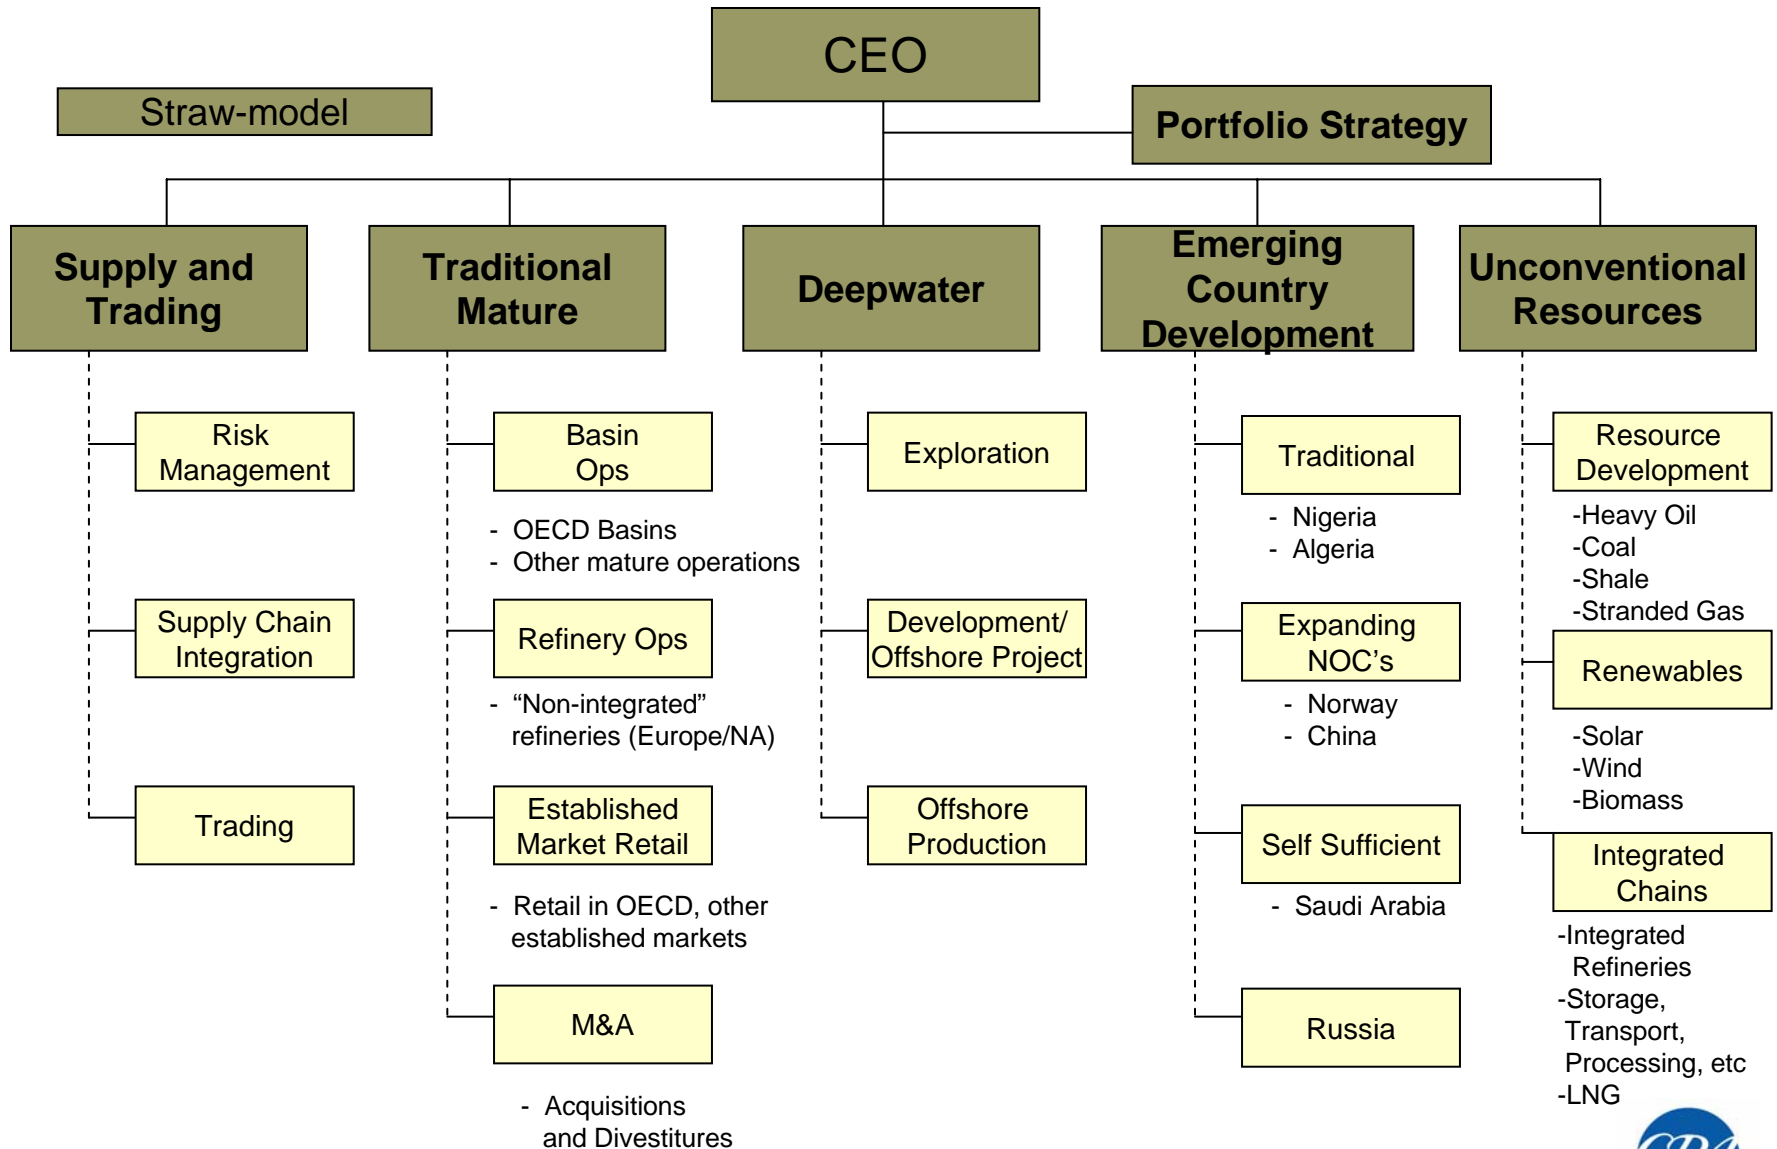 CEO
Straw-model
Portfolio Strategy
Supply and
Trading
Traditional
Mature
Deepwater
Emerging
Country
Development
Unconventional
Resources
Risk
Management
Supply Chain
Integration
Trading
Basin
Ops
- OECD Basins
- Other mature operations
Refinery Ops
- “Non-integrated”
refineries (Europe/NA)
Established
Market Retail
- Retail in OECD, other
established markets
M&A
- Acquisitions
and Divestitures
Exploration
Development/
Offshore Project
Offshore
Production
Traditional
- Nigeria
- Algeria
Expanding
NOC’s
- Norway
- China
Self Sufficient
- Saudi Arabia
Russia
Resource
Development
-Heavy Oil
-Coal
-Shale
-Stranded Gas
Renewables
-Solar
-Wind
-Biomass
Integrated
Chains
-Integrated
Refineries
-Storage,
Transport,
Processing, etc
-LNG